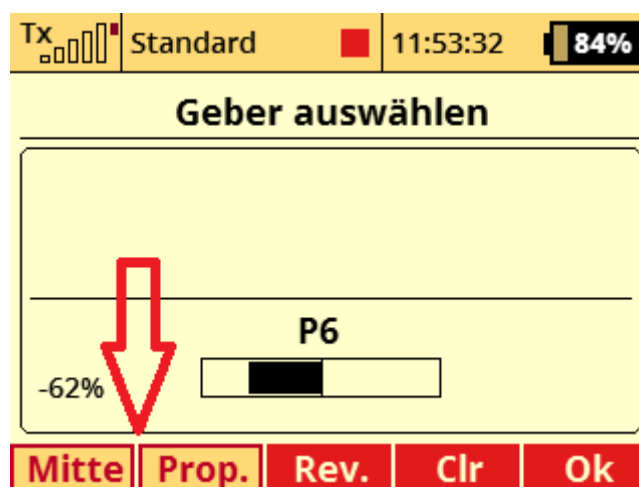 Tx Standard 11:53:32 84%
Geber auswählen
P6
-62%
Mitte Prop. Rev. Clr Ok